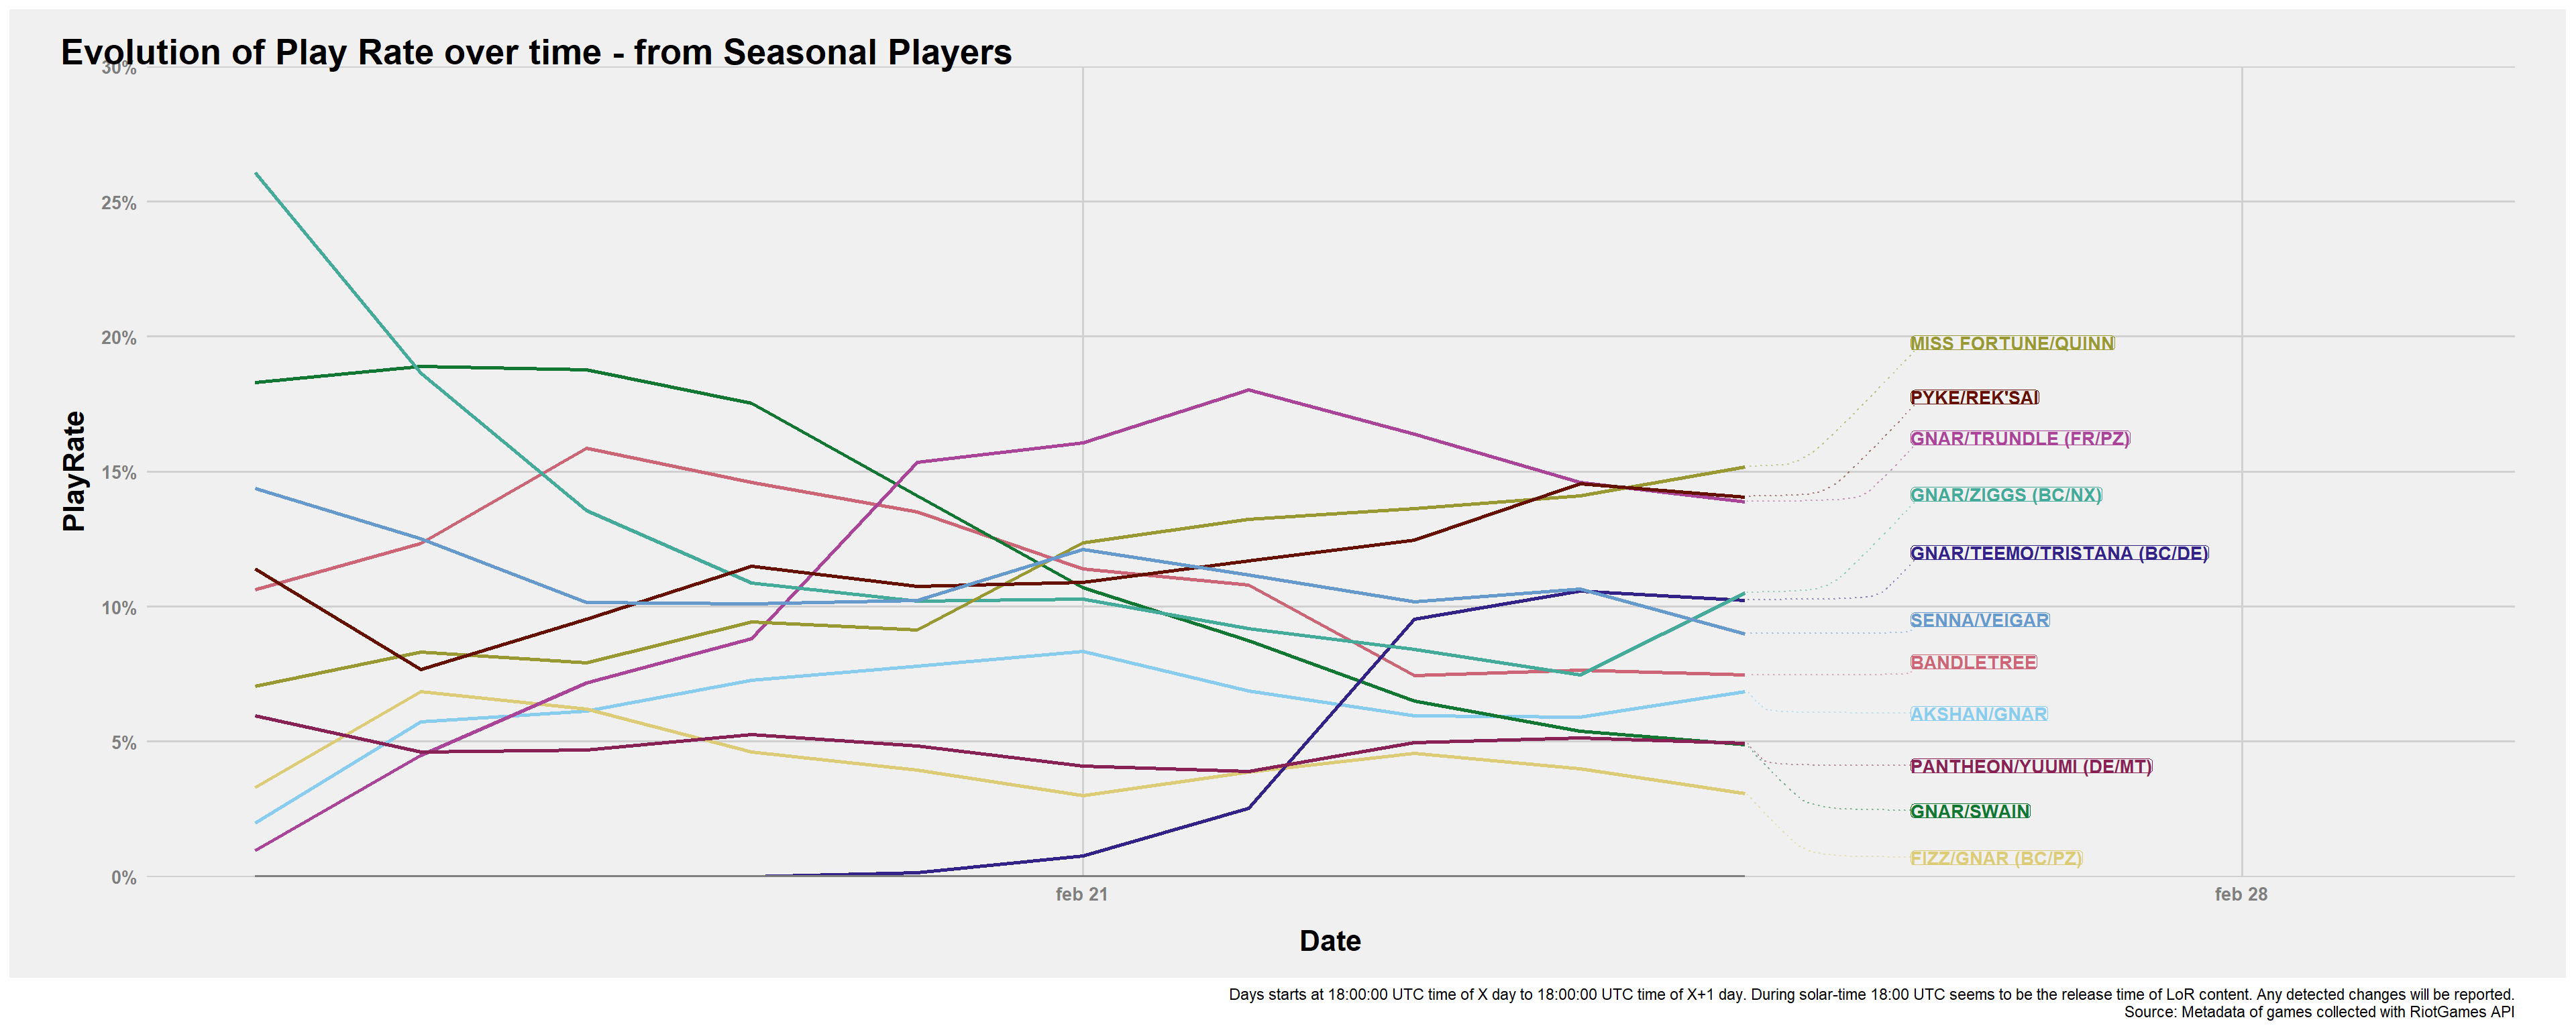 Evolution of Play Rate over time - from Seasonal Players
30%
25%
20%
15%
10%
5%
0%
PlayRate
MISS FORTUNE/QUINN
PYKE/REK'SAI
GNAR/TRUNDLE (FR/PZ)
GNAR/ZIGGS (BC/NX)
GNAR/TEEMO/TRISTANA (BC/DE)
SENNA/VEIGAR
BANDLETREE
AKSHAN/GNAR
PANTHEON/YUUMI (DE/MT)
GNAR/SWAIN
FIZZ/GNAR (BC/PZ)
feb 21
feb 28
Date
Days starts at 18:00:00 UTC time of X day to 18:00:00 UTC time of X+1 day. During solar-time 18:00 UTC seems to be the release time of LoR content. Any detected changes will be reported.
Source: Metadata of games collected with RiotGames API